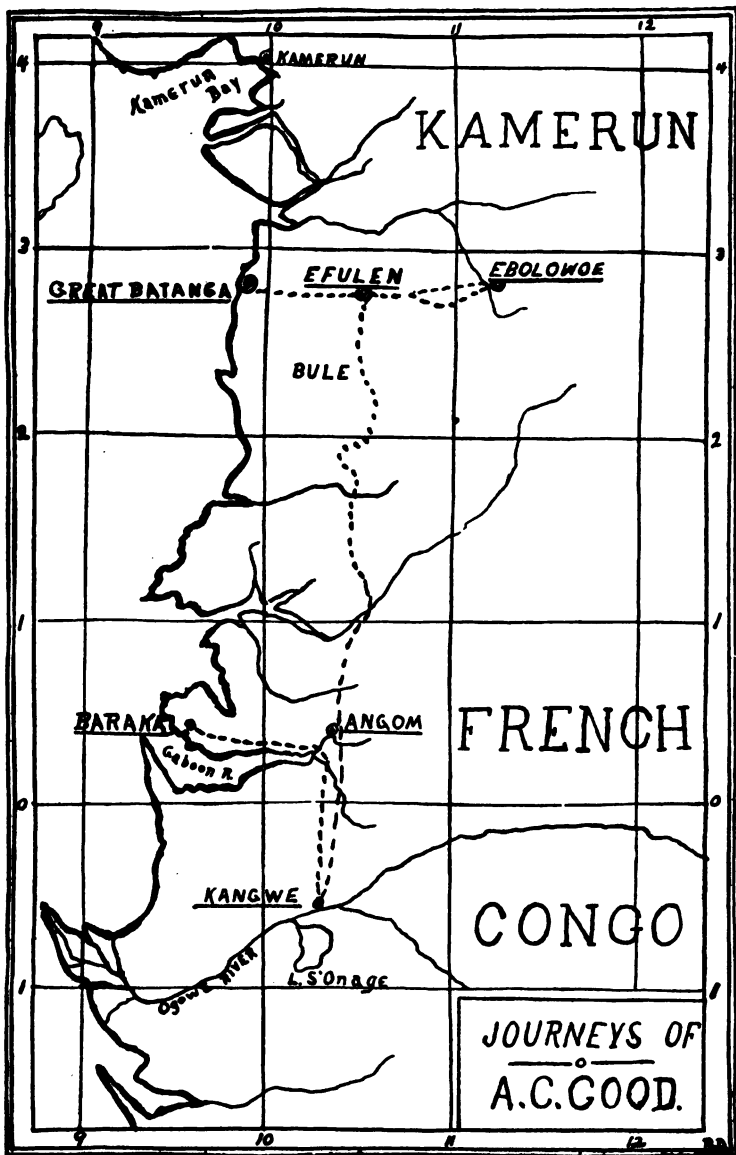 9 10 11 12
4 KAMERUN 4
Kamerun
Bay
KAMERUN
3 3
GREAT BATANGA EFULEN EBOLOWOE
BULE
2 2
1 1
BARAKA ANGOM
FRENCH
Gaboon R.
0 0
KANGWE
CONGO
Ogowe RIVER
L. S'Onage
1 1
JOURNEYS OF
A.C. GOOD.
9 10 11 12